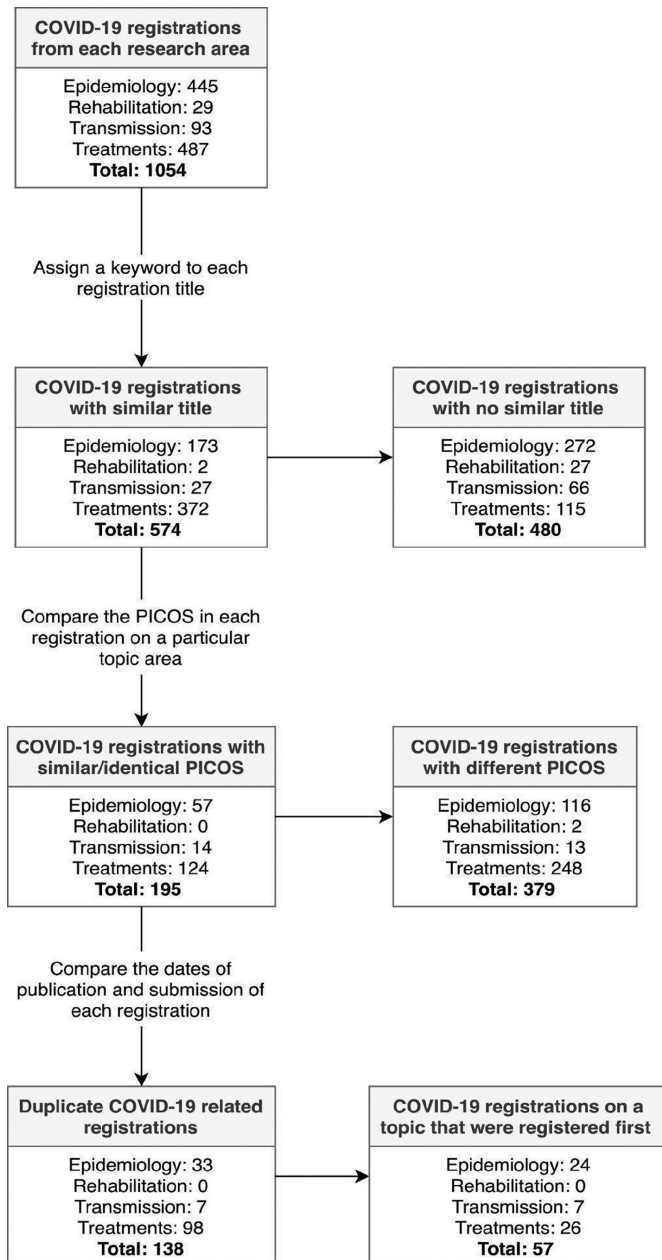 COVID-19 registrations
from each research area
Epidemiology: 445
Rehabilitation: 29
Transmission: 93
Treatments: 487
Total: 1054
Assign a keyword to each
registration title
COVID-19 registrations
with similar title
Epidemiology: 173
Rehabilitation: 2
Transmission: 27
Treatments: 372
Total: 574
COVID-19 registrations
with no similar title
Epidemiology: 272
Rehabilitation: 27
Transmission: 66
Treatments: 115
Total: 480
Compare the PICOS in each
registration on a particular
topic area
COVID-19 registrations with
similar/identical PICOS
Epidemiology: 57
Rehabilitation: 0
Transmission: 14
Treatments: 124
Total: 195
COVID-19 registrations
with different PICOS
Epidemiology: 116
Rehabilitation: 2
Transmission: 13
Treatments: 248
Total: 379
Compare the dates of
publication and submission of
each registration
Duplicate COVID-19 related
registrations
Epidemiology: 33
Rehabilitation: 0
Transmission: 7
Treatments: 98
Total: 138
COVID-19 registrations on a
topic that were registered first
Epidemiology: 24
Rehabilitation: 0
Transmission: 7
Treatments: 26
Total: 57